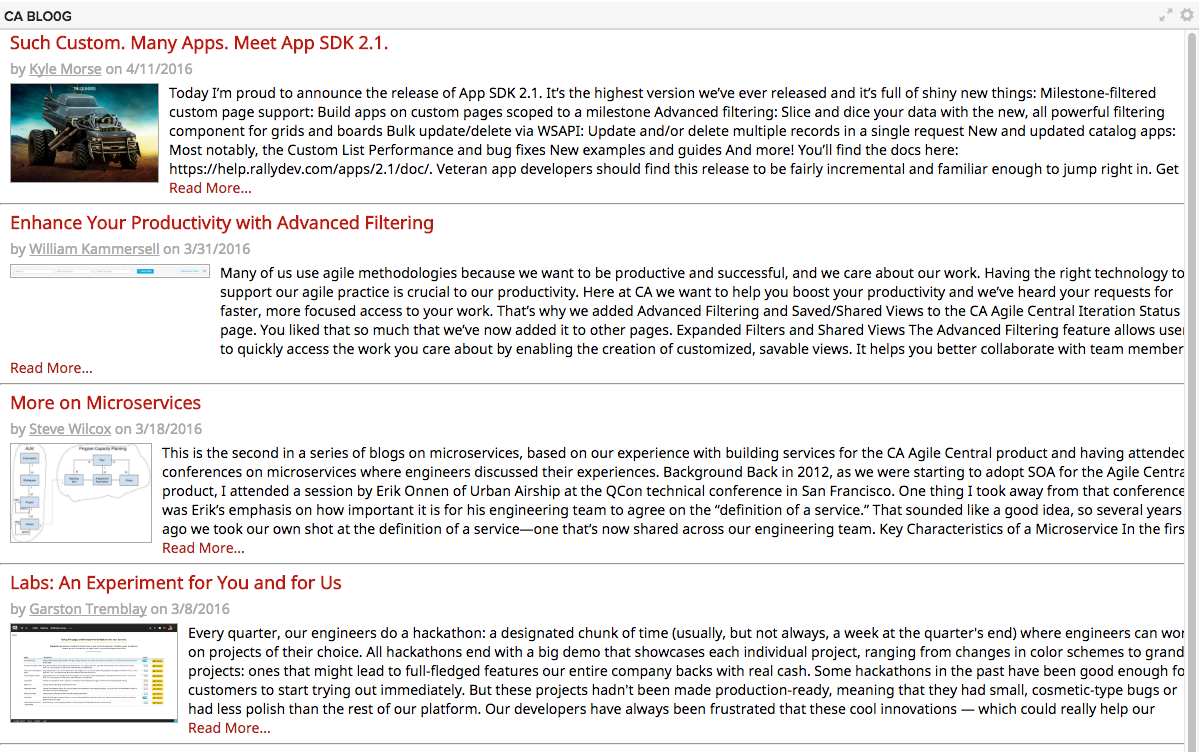 CA BLO0G
Such Custom. Many Apps. Meet App SDK 2.1.
by Kyle Morse on 4/11/2016
Today I’m proud to announce the release of App SDK 2.1. It’s the highest version we’ve ever released and it’s full of shiny new things: Milestone-filtered
custom page support: Build apps on custom pages scoped to a milestone Advanced filtering: Slice and dice your data with the new, all powerful filtering
component for grids and boards Bulk update/delete via WSAPI: Update and/or delete multiple records in a single request New and updated catalog apps:
Most notably, the Custom List Performance and bug fixes New examples and guides And more! You’ll find the docs here:
https://help.rallydev.com/apps/2.1/doc/. Veteran app developers should find this release to be fairly incremental and familiar enough to jump right in. Get
Read More...
Enhance Your Productivity with Advanced Filtering
by William Kammersell on 3/31/2016
Many of us use agile methodologies because we want to be productive and successful, and we care about our work. Having the right technology to
support our agile practice is crucial to our productivity. Here at CA we want to help you boost your productivity and we’ve heard your requests for
faster, more focused access to your work. That’s why we added Advanced Filtering and Saved/Shared Views to the CA Agile Central Iteration Status
page. You liked that so much that we’ve now added it to other pages. Expanded Filters and Shared Views The Advanced Filtering feature allows use
to quickly access the work you care about by enabling the creation of customized, savable views. It helps you better collaborate with team member
Read More...
More on Microservices
by Steve Wilcox on 3/18/2016
Program Capacity Planning
This is the second in a series of blogs on microservices, based on our experience with building services for the CA Agile Central product and having attended
conferences on microservices where engineers discussed their experiences. Background Back in 2012, as we were starting to adopt SOA for the Agile Centra
product, I attended a session by Erik Onnen of Urban Airship at the QCon technical conference in San Francisco. One thing I took away from that conference
was Erik’s emphasis on how important it is for his engineering team to agree on the “definition of a service.” That sounded like a good idea, so several years
ago we took our own shot at the definition of a service—one that’s now shared across our engineering team. Key Characteristics of a Microservice In the firs
Read More...
Labs: An Experiment for You and for Us
by Garston Tremblay on 3/8/2016
Every quarter, our engineers do a hackathon: a designated chunk of time (usually, but not always, a week at the quarter's end) where engineers can wor
on projects of their choice. All hackathons end with a big demo that showcases each individual project, ranging from changes in color schemes to grand
projects: ones that might lead to full-fledged features our entire company backs with real cash. Some hackathons in the past have been good enough fo
customers to start trying out immediately. But these projects hadn't been made production-ready, meaning that they had small, cosmetic-type bugs or
had less polish than the rest of our platform. Our developers have always been frustrated that these cool innovations — which could really help our
Read More...